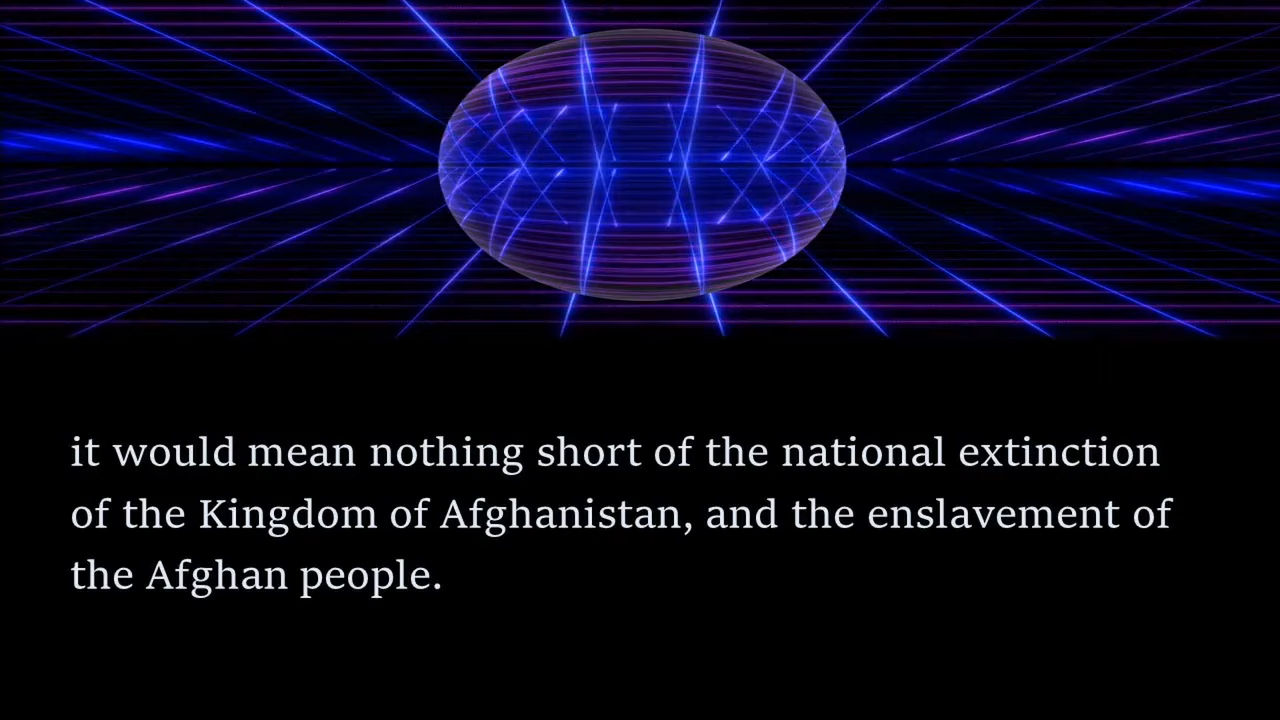 it would mean nothing short of the national extinction
of the Kingdom of Afghanistan, and the enslavement of
the Afghan people.